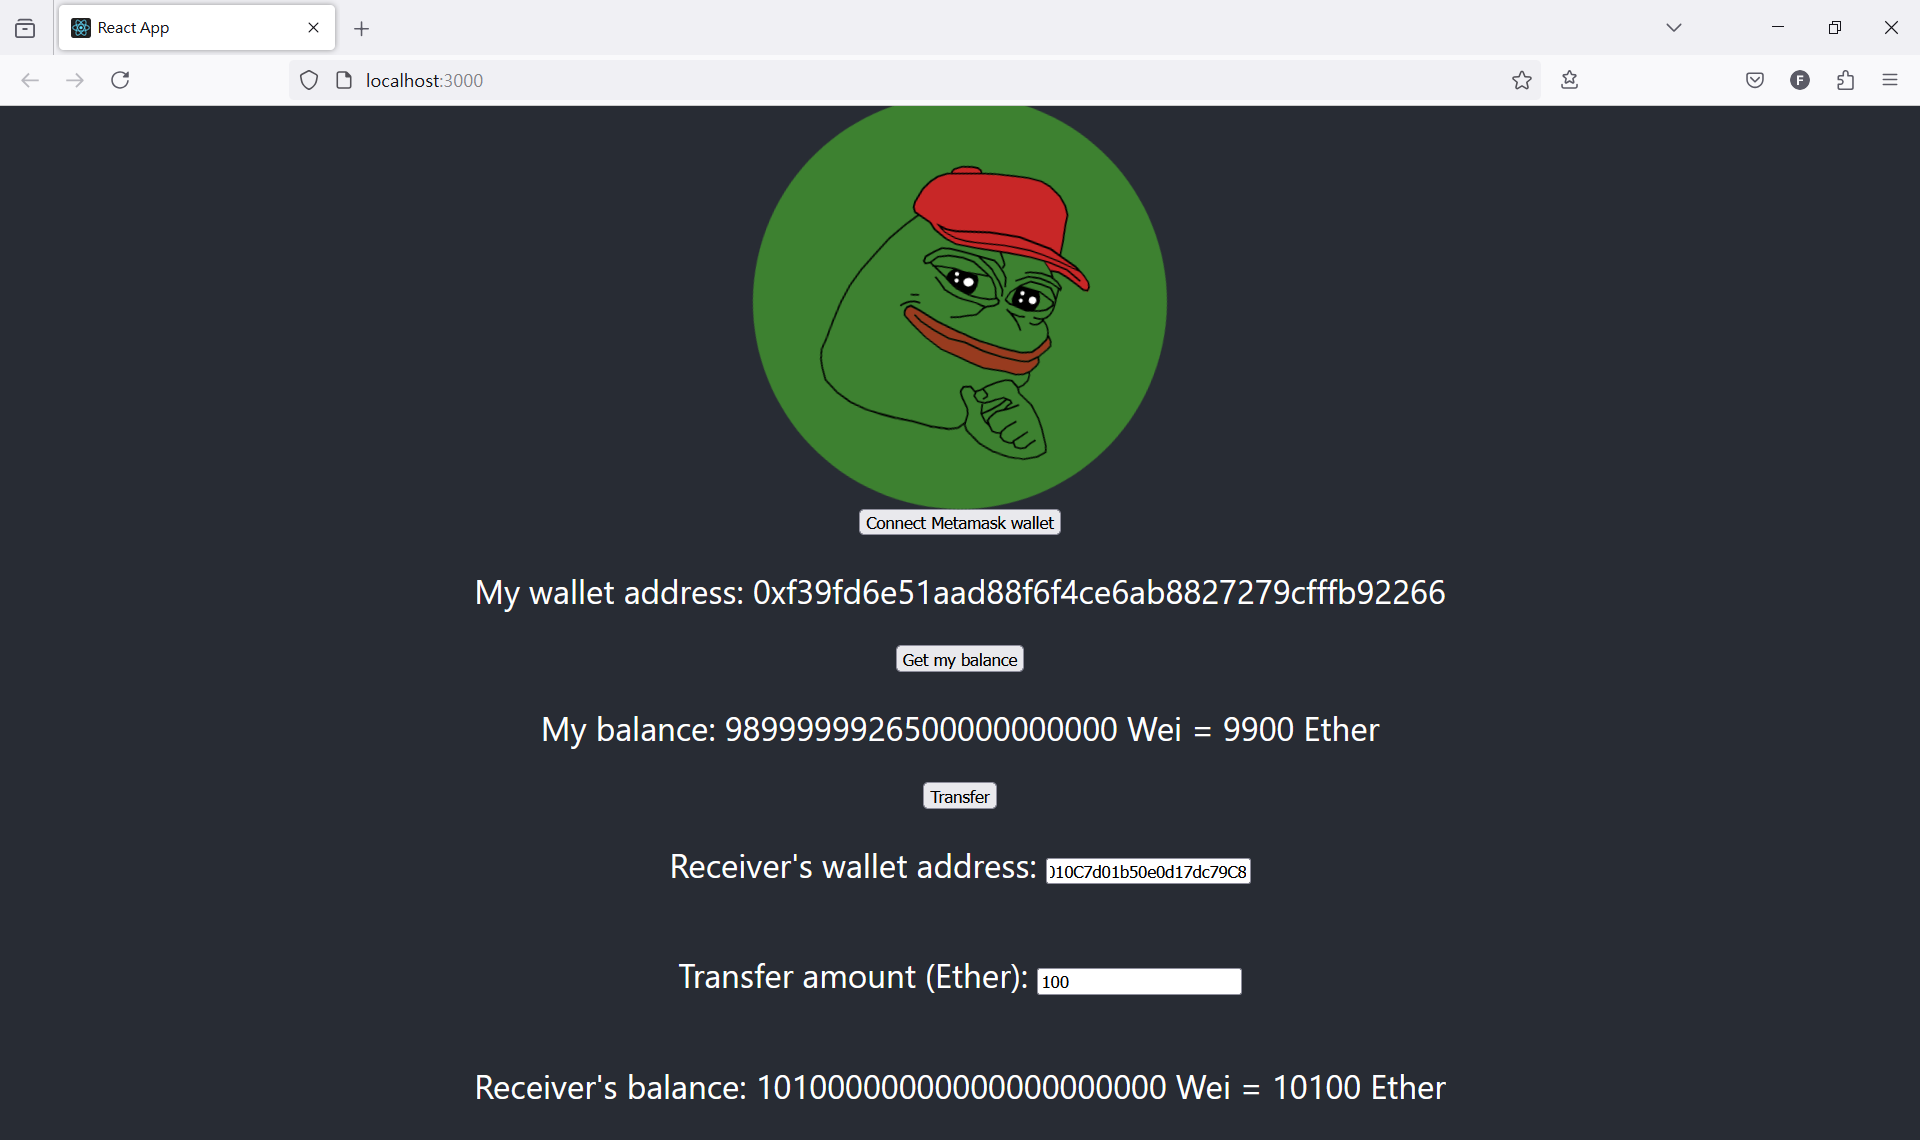 React App
localhost:3000
F
Connect Metamask wallet
My wallet address: 0xf39fd6e51aad88f6f4ce6ab8827279cfffb92266
Get my balance
My balance: 9899999926500000000000 Wei = 9900 Ether
Transfer
Receiver's wallet address: 010C7d01b50e0d17dc79C8
Transfer amount (Ether): 100
Receiver's balance: 10100000000000000000000 Wei = 10100 Ether